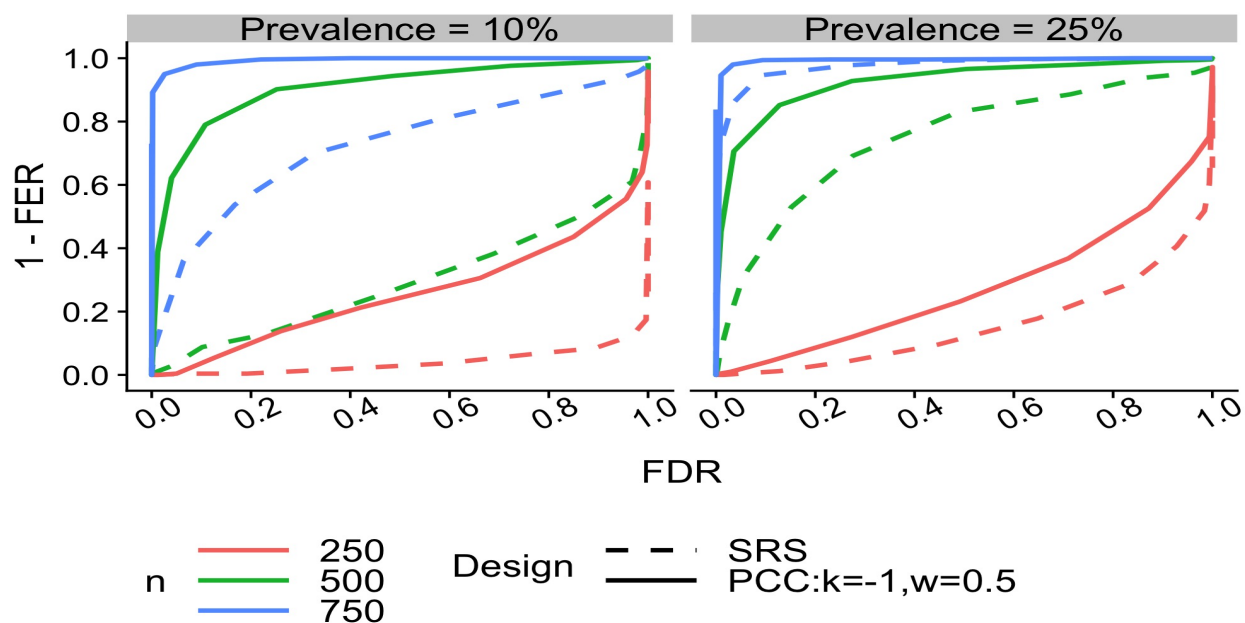 Prevalence = 10%
Prevalence = 25%
1 - FER
1.0
0.8
0.6
0.4
0.2
0.0
0.0 0.2 0.4 0.6 0.8 1.0
0.0 0.2 0.4 0.6 0.8 1.0
FDR
n
250
500
750
Design
SRS
PCC:k=-1,w=0.5